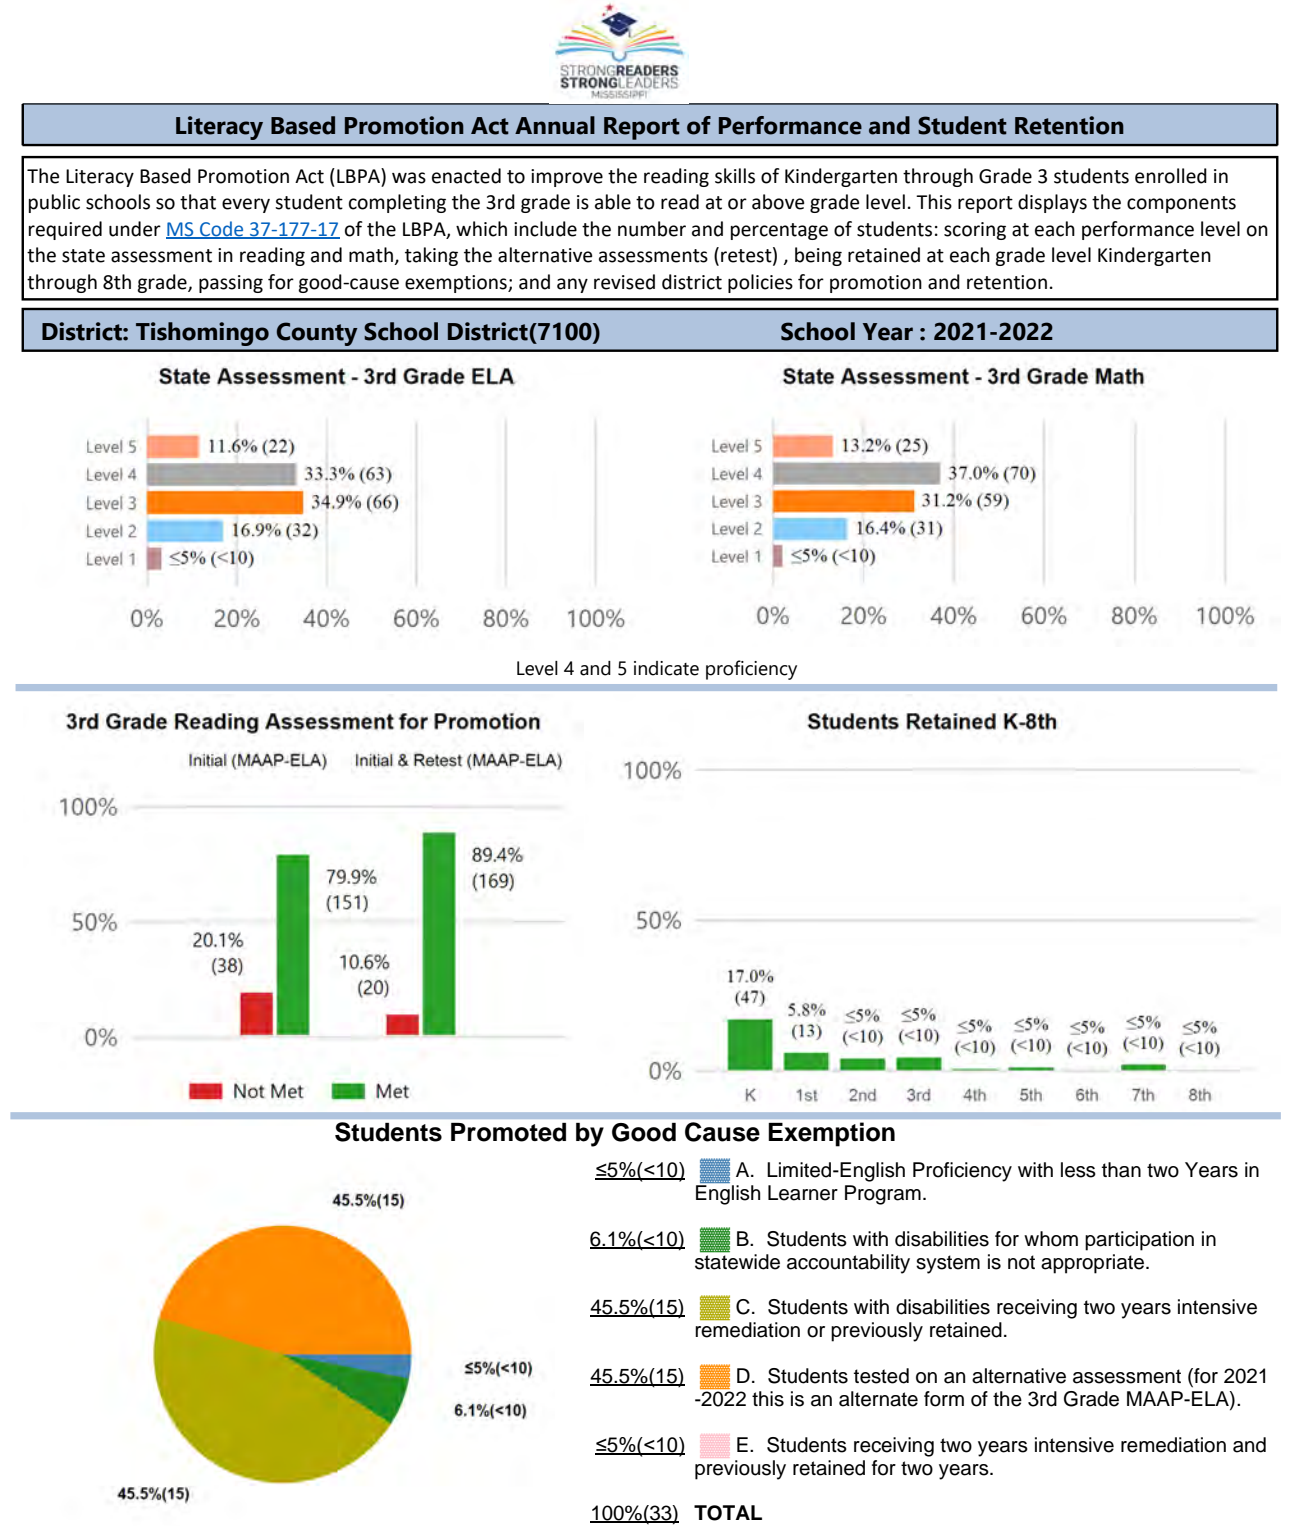 STRONGREADERS
STRONGLEADERS
MISSISSIPPI
Literacy Based Promotion Act Annual Report of Performance and Student Retention
The Literacy Based Promotion Act (LBPA) was enacted to improve the reading skills of Kindergarten through Grade 3 students enrolled in
public schools so that every student completing the 3rd grade is able to read at or above grade level. This report displays the components
required under MS Code 37-177-17 of the LBPA, which include the number and percentage of students: scoring at each performance level on
the state assessment in reading and math, taking the alternative assessments (retest) , being retained at each grade level Kindergarten
through 8th grade, passing for good-cause exemptions; and any revised district policies for promotion and retention.
District: Tishomingo County School District(7100) School Year : 2021-2022
State Assessment - 3rd Grade ELA
Level 5 11.6% (22)
Level 4 33.3% (63)
Level 3 34.9% (66)
Level 2 16.9% (32)
Level 1 ≤5% (<10)
0% 20% 40% 60% 80% 100%
State Assessment - 3rd Grade Math
Level 5 13.2% (25)
Level 4 37.0% (70)
Level 3 31.2% (59)
Level 2 16.4% (31)
Level 1 ≤5% (<10)
0% 20% 40% 60% 80% 100%
Level 4 and 5 indicate proficiency
3rd Grade Reading Assessment for Promotion
Initial (MAAP-ELA) Initial & Retest (MAAP-ELA)
100%
50%
0%
20.1%
(38)
79.9%
(151)
10.6%
(20)
89.4%
(169)
Not Met Met
Students Retained K-8th
100%
50%
0%
17.0%
(47)
5.8%
(13)
≤5%
(<10)
≤5%
(<10)
≤5%
(<10)
≤5%
(<10)
≤5%
(<10)
≤5%
(<10)
≤5%
(<10)
K 1st 2nd 3rd 4th 5th 6th 7th 8th
Students Promoted by Good Cause Exemption
45.5%(15)
≤5%(<10)
6.1%(<10)
45.5%(15)
≤5%(<10) A. Limited-English Proficiency with less than two Years in
English Learner Program.
6.1%(<10) B. Students with disabilities for whom participation in
statewide accountability system is not appropriate.
45.5%(15) C. Students with disabilities receiving two years intensive
remediation or previously retained.
45.5%(15) D. Students tested on an alternative assessment (for 2021
-2022 this is an alternate form of the 3rd Grade MAAP-ELA).
≤5%(<10) E. Students receiving two years intensive remediation and
previously retained for two years.
100%(33) TOTAL